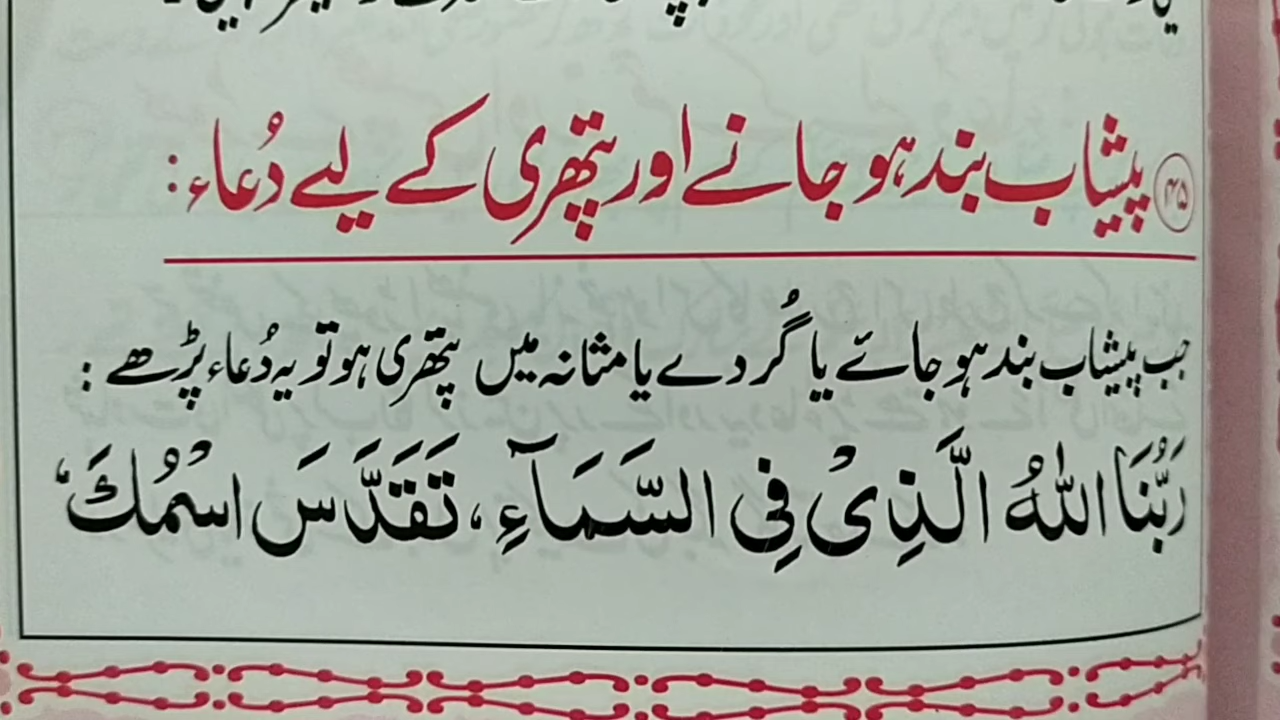 ۴۵ پیشاب بند ہو جانے اور پتھری کے لیے دُعاء:
جب پیشاب بند ہو جائے یا گُردے یا مثانہ میں پتھری ہو تو یہ دُعاء پڑھے:
رَبُّنَا اللّٰهُ الَّذِیْ فِی السَّمَآءِ، تَقَدَّسَ اسْمُكَ،